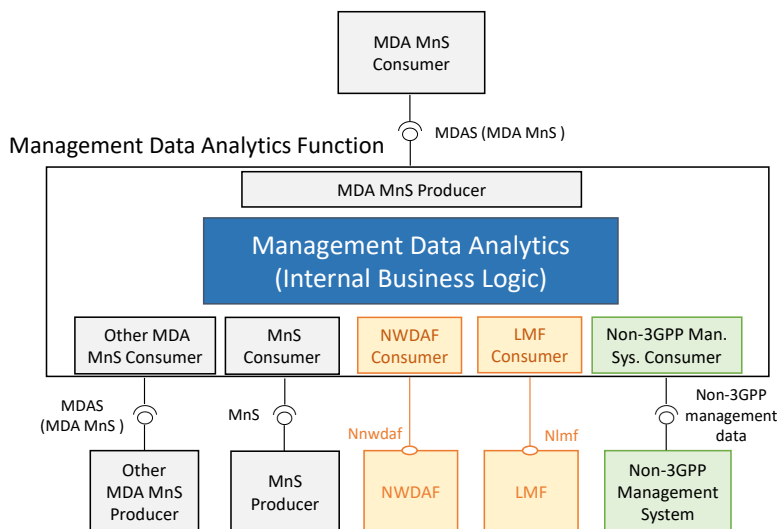 MDA MnS
Consumer
MDAS (MDA MnS )
Management Data Analytics Function
MDA MnS Producer
Management Data Analytics
(Internal Business Logic)
Other MDA
MnS Consumer
MnS
Consumer
NWDAF
Consumer
LMF
Consumer
Non-3GPP Man.
Sys. Consumer
MDAS
(MDA MnS )
MnS
Nnwdaf
Nlmf
Non-3GPP
management
data
Other
MDA MnS
Producer
MnS
Producer
NWDAF
LMF
Non-3GPP
Management
System